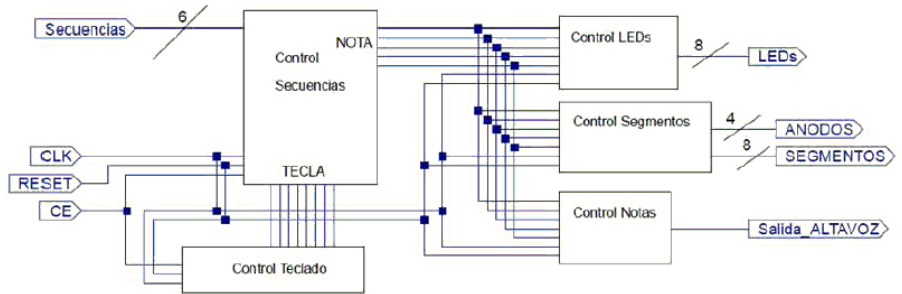 Secuencias
6
NOTA
Control
Secuencias
TECLA
CLK
RESET
CE
Control Teclado
Control LEDs
8
LEDs
Control Segmentos
4
ANODOS
8
SEGMENTOS
Control Notas
Salida_ALTAVOZ